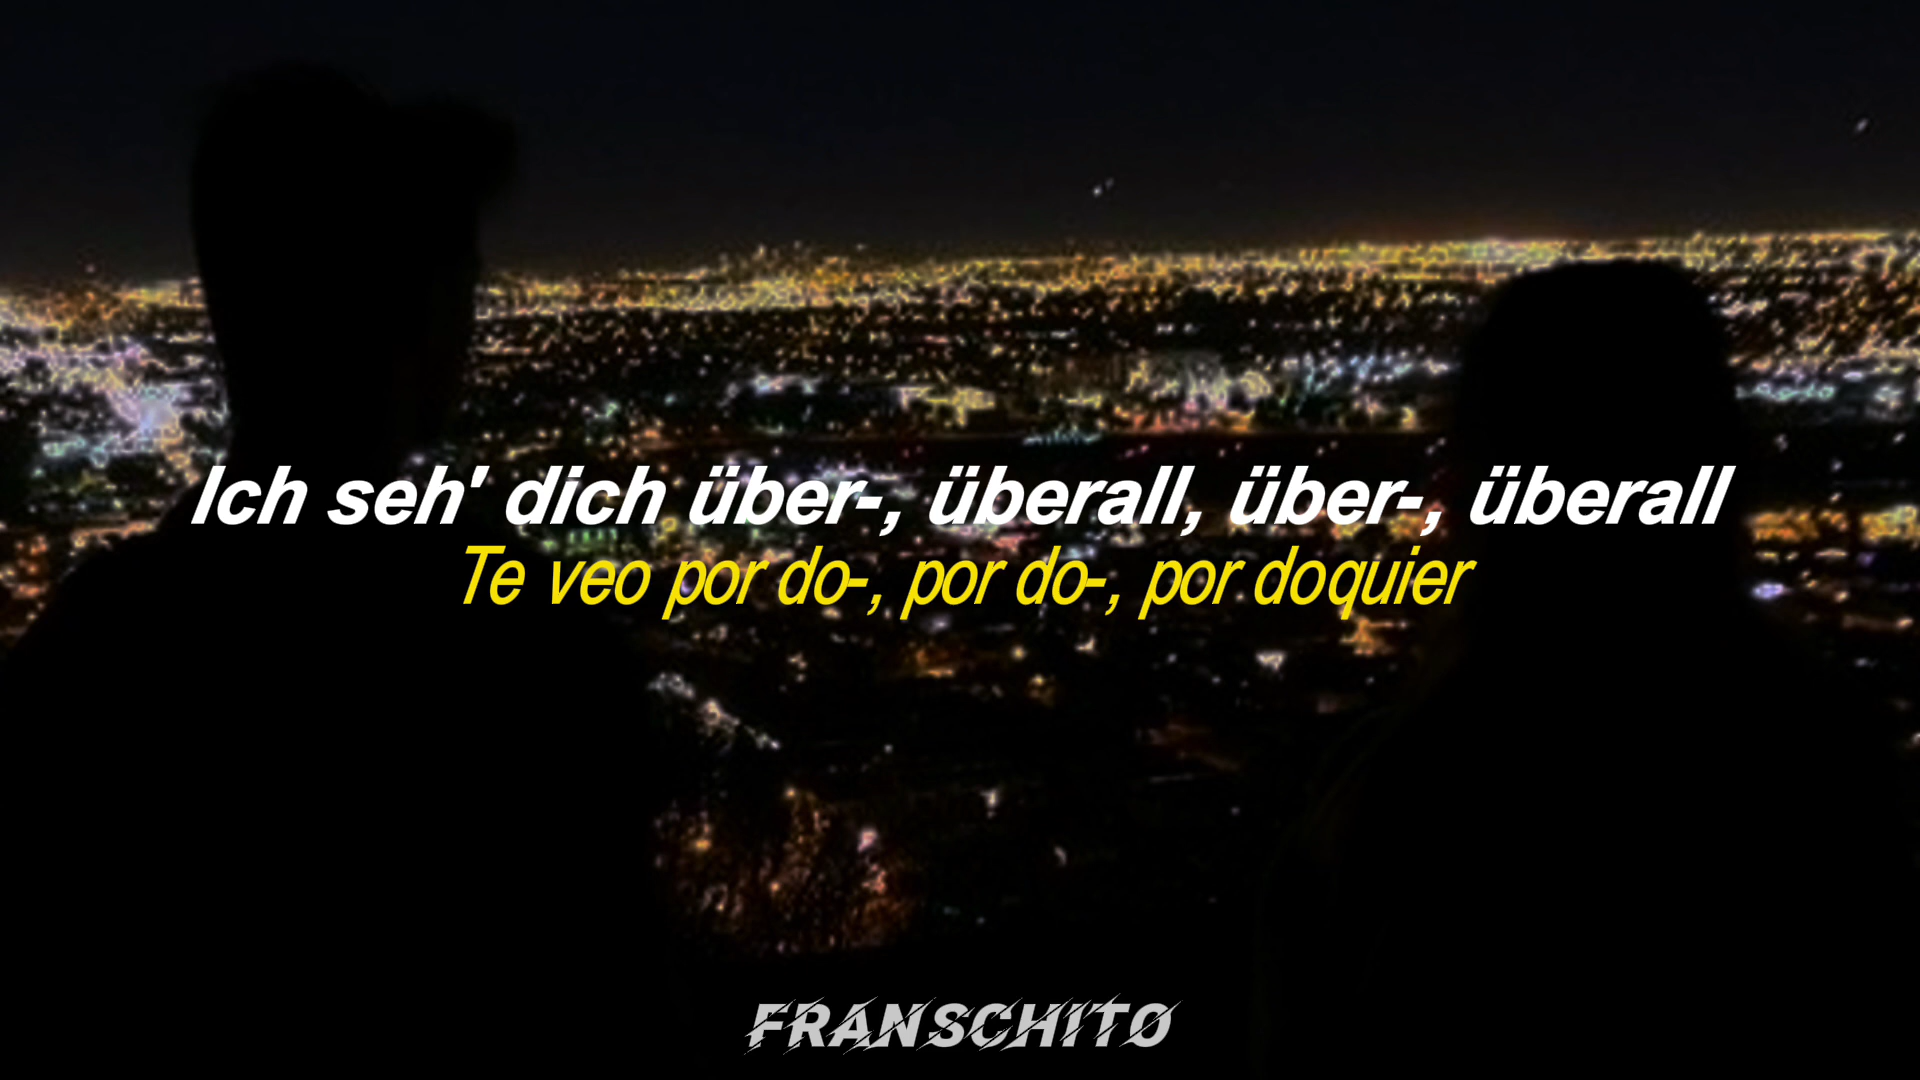 Ich seh' dich über-, überall, über-, überall
Te veo por do-, por do-, por doquier
FRANSCHITO